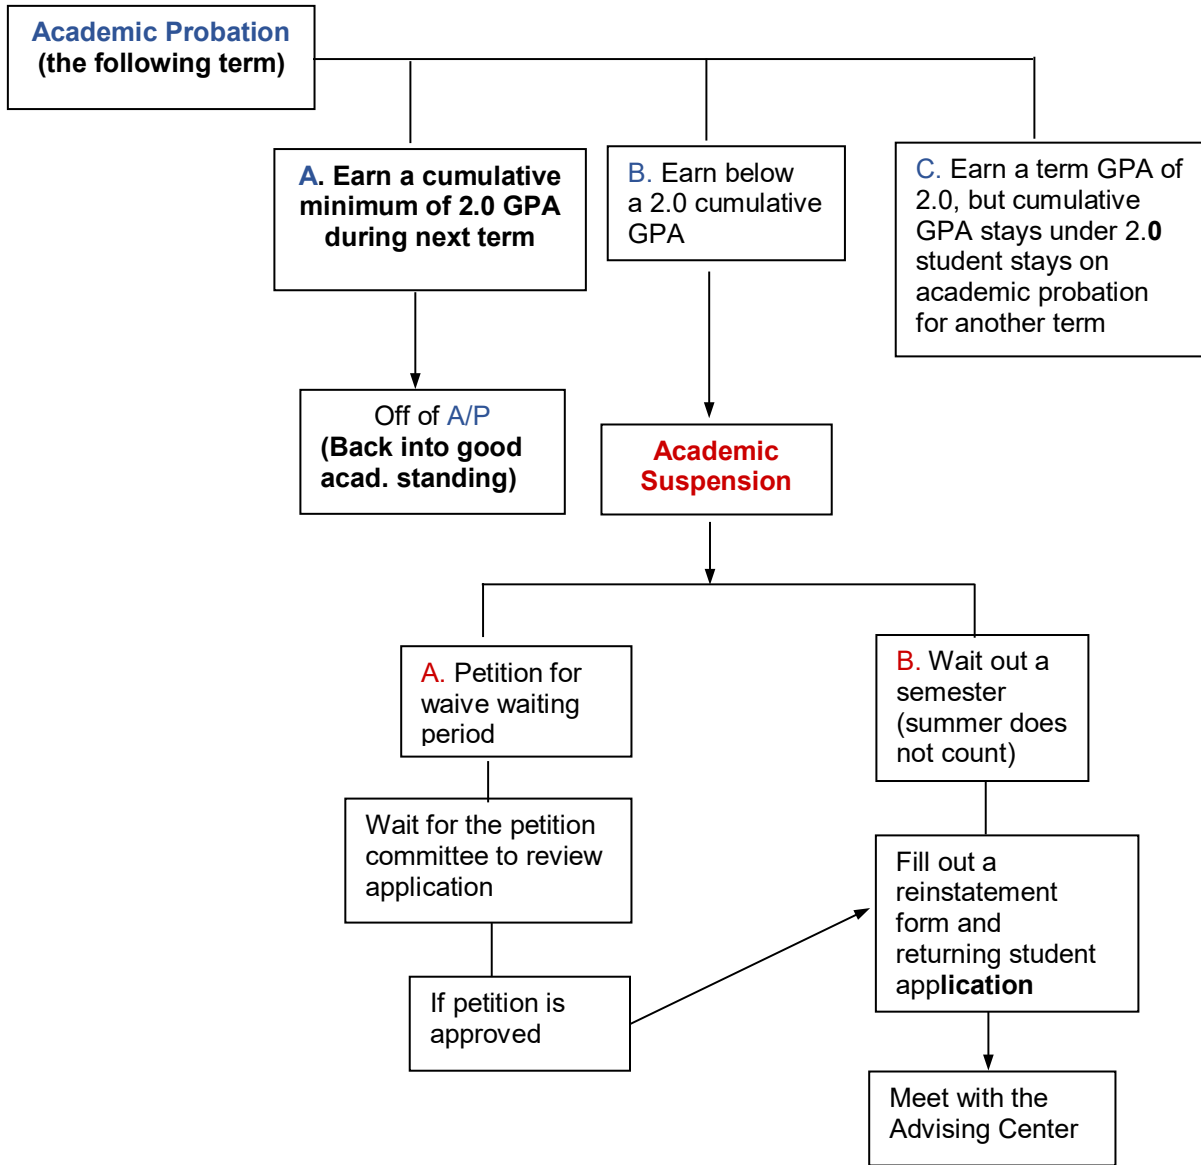 Academic Probation
(the following term)
A. Earn a cumulative
minimum of 2.0 GPA
during next term
B. Earn below
a 2.0 cumulative
GPA
C. Earn a term GPA of
2.0, but cumulative
GPA stays under 2.0
student stays on
academic probation
for another term
Off of A/P
(Back into good
acad. standing)
Academic
Suspension
A. Petition for
waive waiting
period
B. Wait out a
semester
(summer does
not count)
Wait for the petition
committee to review
application
Fill out a
reinstatement
form and
returning student
application
If petition is
approved
Meet with the
Advising Center